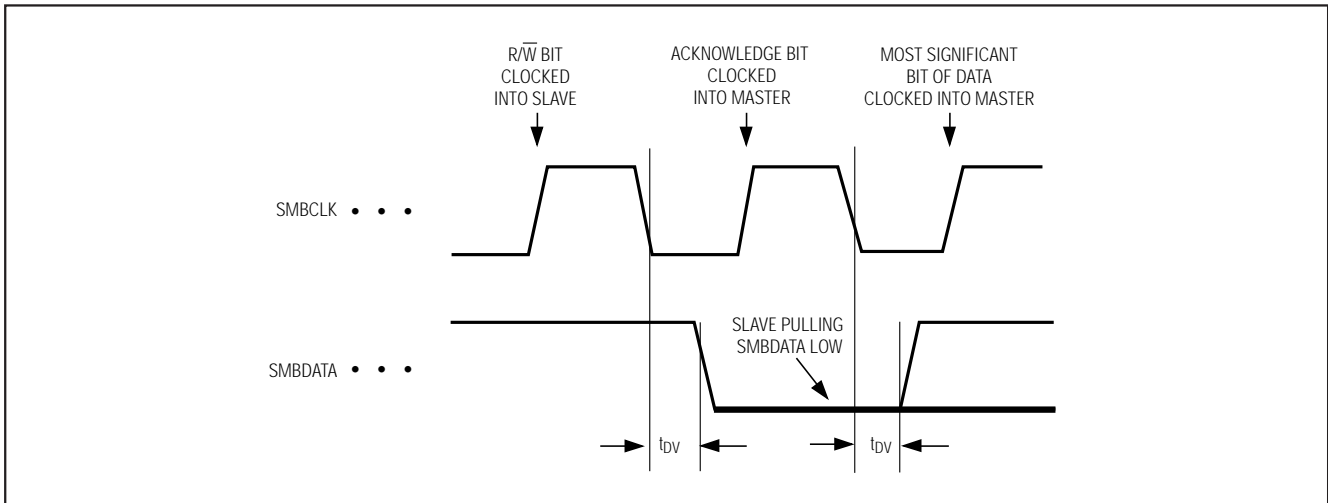 R/W̅ BIT
CLOCKED
INTO SLAVE
ACKNOWLEDGE BIT
CLOCKED
INTO MASTER
MOST SIGNIFICANT
BIT OF DATA
CLOCKED INTO MASTER
SMBCLK • • •
SLAVE PULLING
SMBDATA LOW
SMBDATA • • •
tDV
tDV